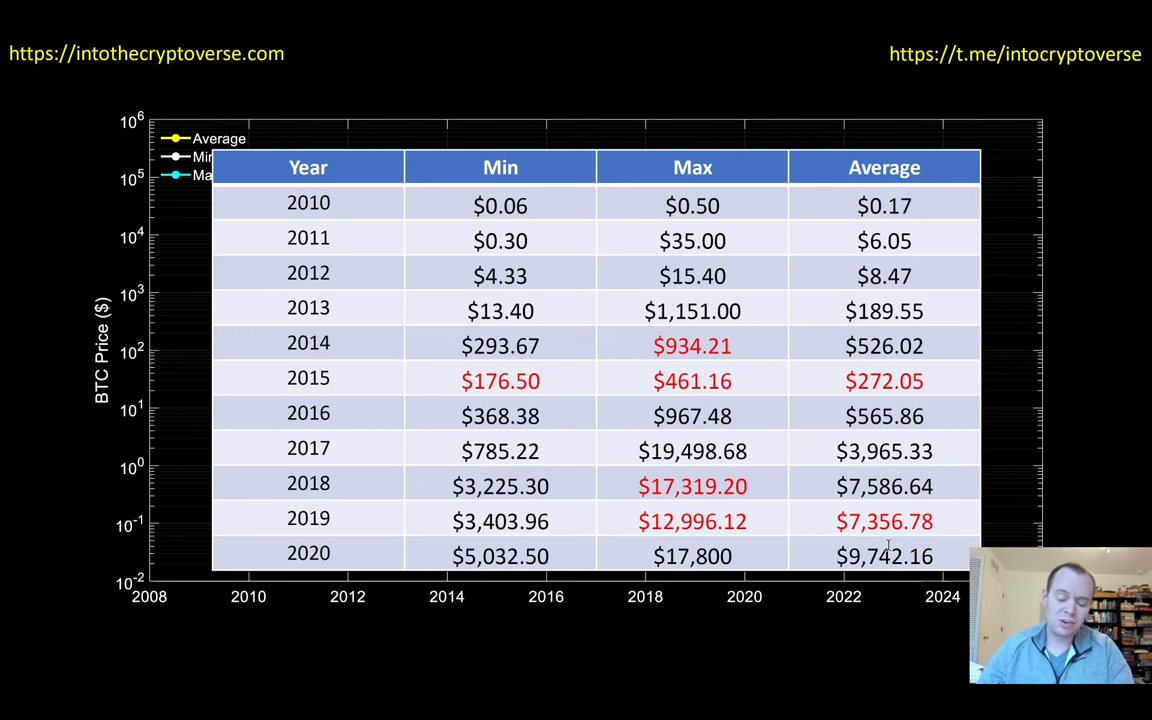 https://intothecryptoverse.com
https://t.me/intocryptoverse
10^6
10^5
10^4
10^3
10^2
10^1
10^0
10^-1
10^-2
BTC Price ($)
Average
Min
Ma
Year Min Max Average
2010 $0.06 $0.50 $0.17
2011 $0.30 $35.00 $6.05
2012 $4.33 $15.40 $8.47
2013 $13.40 $1,151.00 $189.55
2014 $293.67 $934.21 $526.02
2015 $176.50 $461.16 $272.05
2016 $368.38 $967.48 $565.86
2017 $785.22 $19,498.68 $3,965.33
2018 $3,225.30 $17,319.20 $7,586.64
2019 $3,403.96 $12,996.12 $7,356.78
2020 $5,032.50 $17,800 $9,742.16
2008 2010 2012 2014 2016 2018 2020 2022 2024